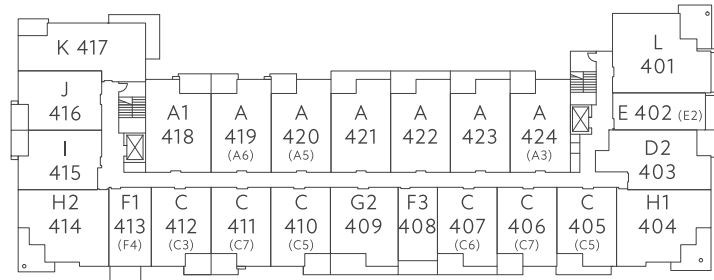 K 417
L
401
J
416
A1
418
A
419
(A6)
A
420
(A5)
A
421
A
422
A
423
A
424
(A3)
E 402 (E2)
I
415
D2
403
H2
414
F1
413
(F4)
C
412
(C3)
C
411
(C7)
C
410
(C5)
G2
409
F3
408
C
407
(C6)
C
406
(C7)
C
405
(C5)
H1
404